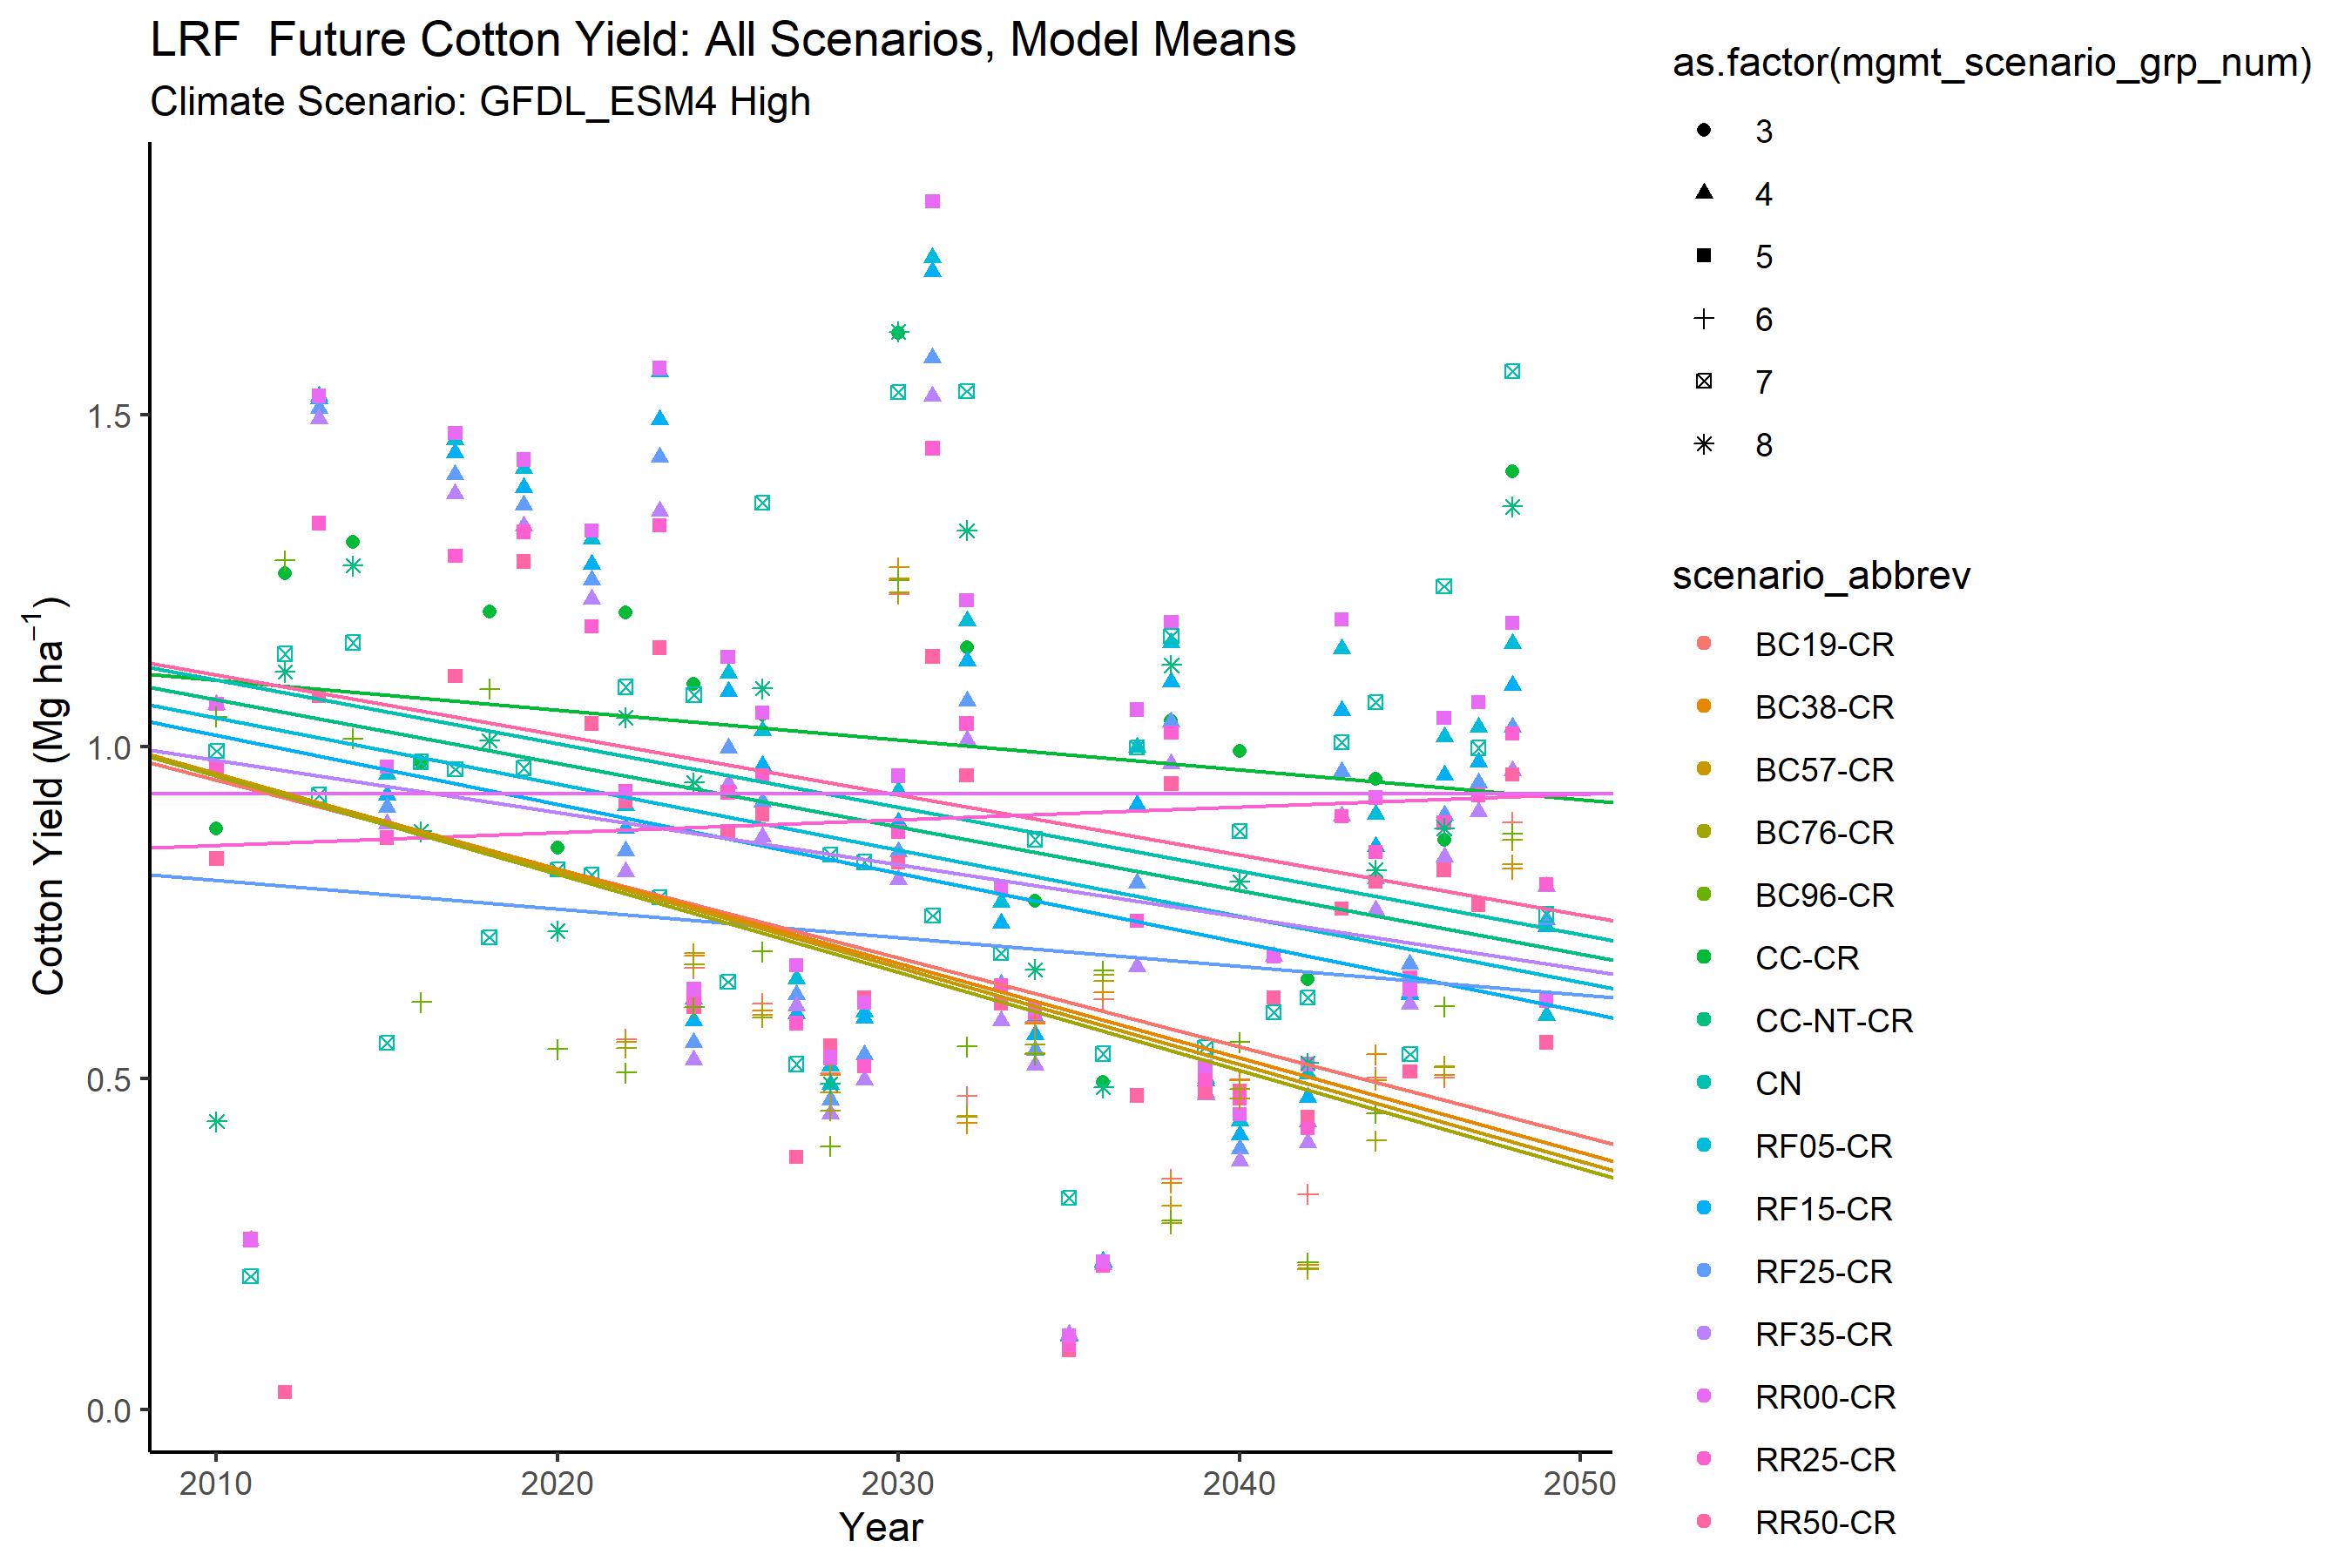 LRF  Future Cotton Yield: All Scenarios, Model Means
Climate Scenario: GFDL_ESM4 High
Cotton Yield (Mg ha⁻¹)
1.5
1.0
0.5
0.0
2010
2020
2030
2040
2050
Year
as.factor(mgmt_scenario_grp_num)
3
4
5
6
7
8
scenario_abbrev
BC19-CR
BC38-CR
BC57-CR
BC76-CR
BC96-CR
CC-CR
CC-NT-CR
CN
RF05-CR
RF15-CR
RF25-CR
RF35-CR
RR00-CR
RR25-CR
RR50-CR